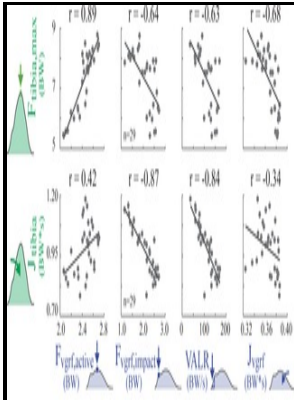 r = 0.89 r = -0.64 r = -0.63 r = -0.68
F tibia,max
(BW)
9
5
n=29
r = 0.42 r = -0.87 r = -0.84 r = -0.34
J tibia
(BW*s)
1.20
0.95
0.70
n=29
2.0 2.4 2.8 1.0 2.0 3.0 0 100 200 0.32 0.36 0.40
F vgrf,active F vgrf,impact VALR J vgrf
(BW) (BW) (BW/s) (BW*s)